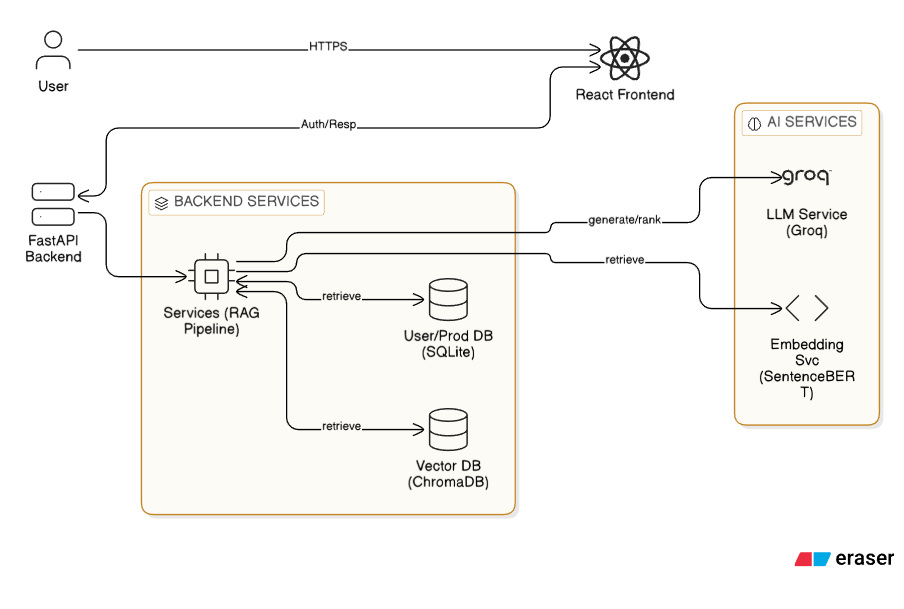 HTTPS
User
React Frontend
Auth/Resp
AI SERVICES
groq
LLM Service
(Groq)
FastAPI
Backend
BACKEND SERVICES
generate/rank
retrieve
Services (RAG
Pipeline)
retrieve
User/Prod DB
(SQLite)
Embedding
Svc
(SentenceBER
T)
retrieve
Vector DB
(ChromaDB)
eraser